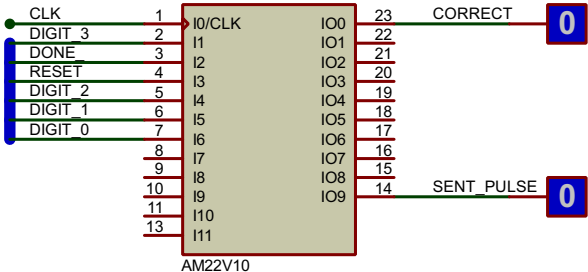 CLK 1 I0/CLK IO0 23 CORRECT 0
DIGIT_3 2 I1 IO1 22
DONE_ 3 I2 IO2 21
RESET 4 I3 IO3 20
DIGIT_2 5 I4 IO4 19
DIGIT_1 6 I5 IO5 18
DIGIT_0 7 I6 IO6 17
8 I7 IO7 16
9 I8 IO8 15
10 I9 IO9 14 SENT_PULSE 0
11 I10
13 I11
AM22V10